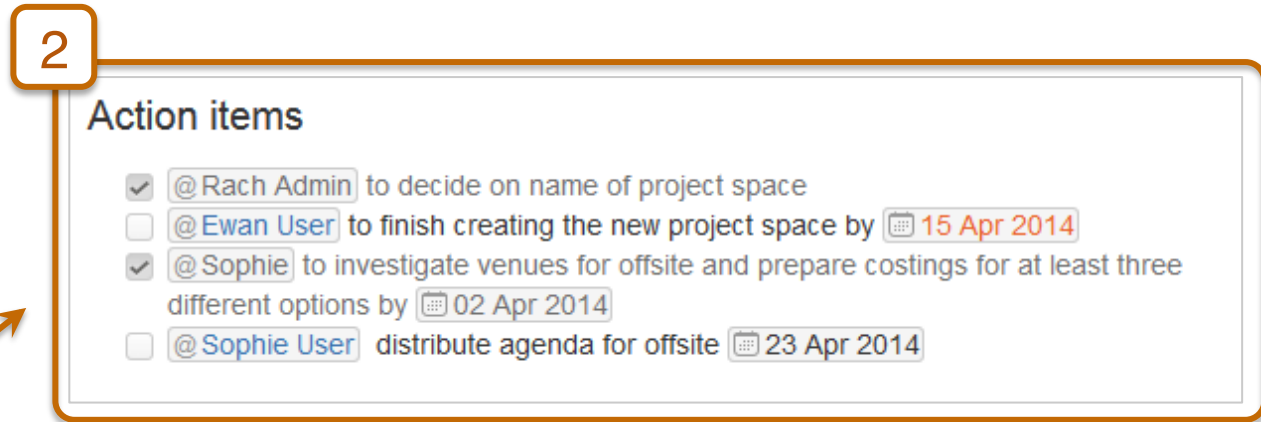 2
Action items
@Rach Admin to decide on name of project space
@Ewan User to finish creating the new project space by 15 Apr 2014
@Sophie to investigate venues for offsite and prepare costings for at least three
different options by 02 Apr 2014
@Sophie User distribute agenda for offsite 23 Apr 2014